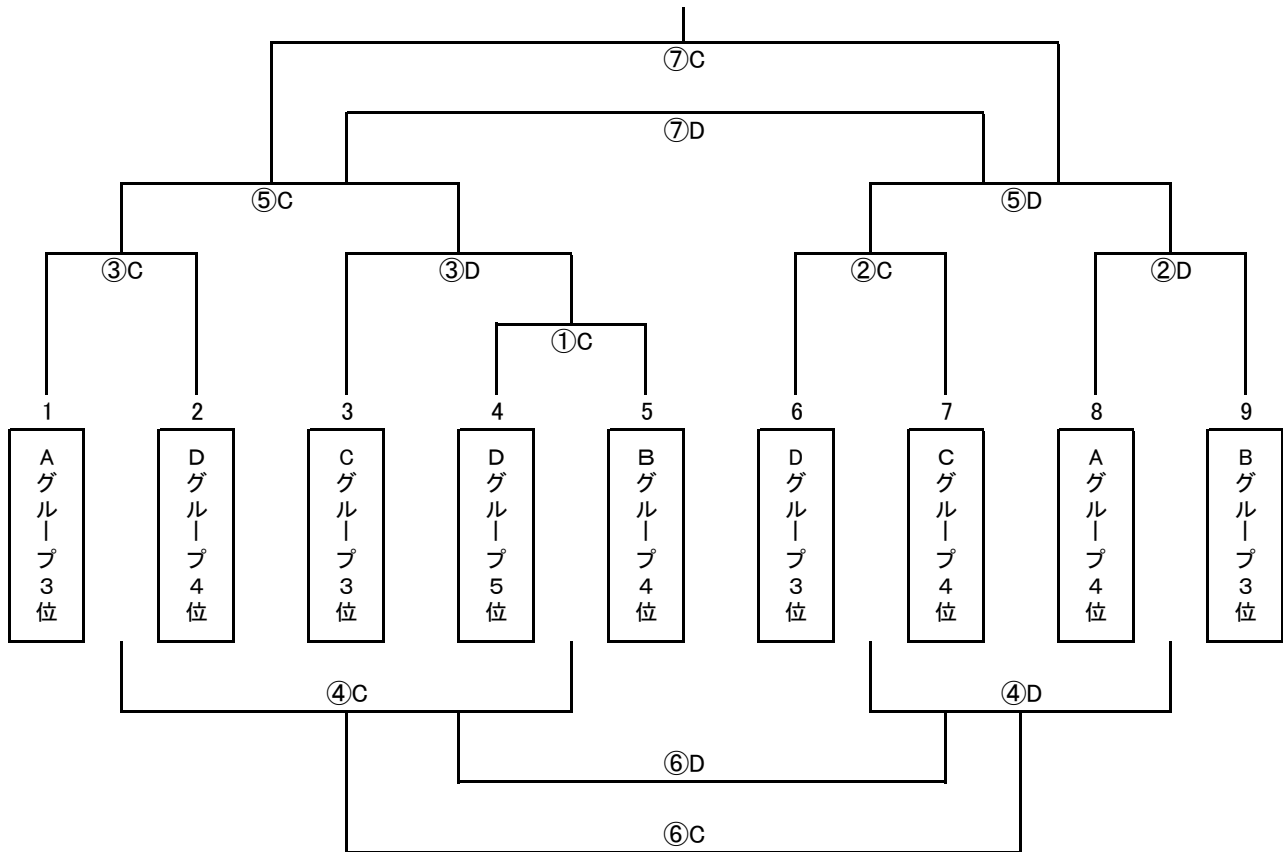 ⑦C
⑦D
⑤C
⑤D
③C
③D
②C
②D
①C
1
2
3
4
5
6
7
8
9
Aグループ3位
Dグループ4位
Cグループ3位
Dグループ5位
Bグループ4位
Dグループ3位
Cグループ4位
Aグループ4位
Bグループ3位
④C
④D
⑥D
⑥C